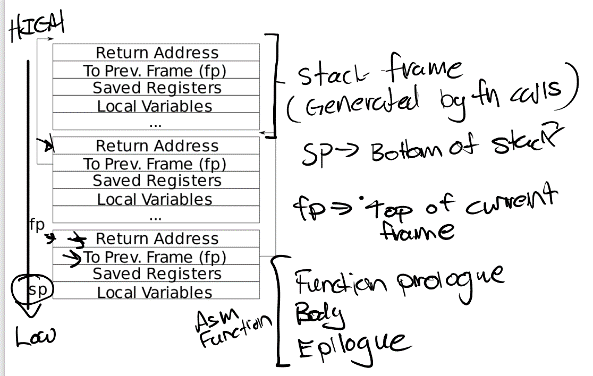 HIGH
Return Address
To Prev. Frame (fp)
Saved Registers
Local Variables
...
Stack frame
(Generated by fn calls)
Return Address
To Prev. Frame (fp)
Saved Registers
Local Variables
...
SP → Bottom of stack
fp ⇒ Top of current
frame
fp
Return Address
To Prev. Frame (fp)
Saved Registers
sp
Local Variables
LOW
Asm
Function
Function prologue
Body
Epilogue